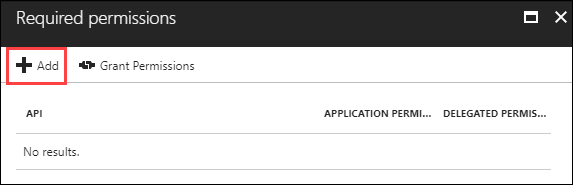 Required permissions
Add Grant Permissions
API APPLICATION PERMI... DELEGATED PERMIS...
No results.